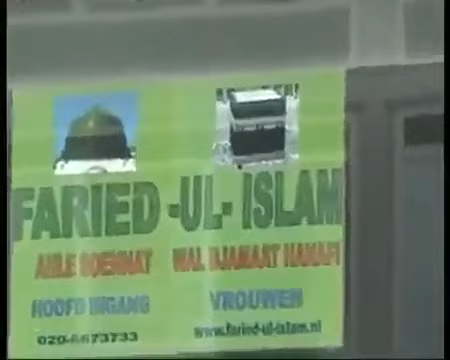 FARIED -UL- ISLAM
AHLE SOENNAT WAL DJAMAAT HANAFI
HOOFD INGANG VROUWEN
020-6673733 www.faried-ul-islam.nl